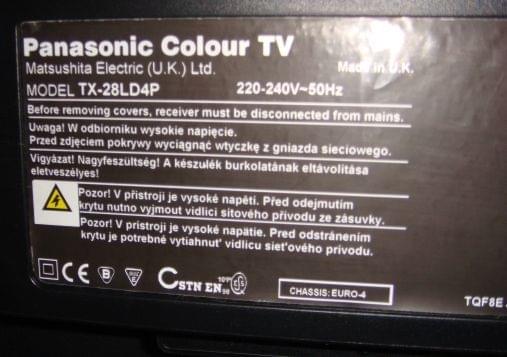 Panasonic Colour TV
Matsushita Electric (U.K.) Ltd. Made in U.K.
MODEL TX-28LD4P 220-240V~50Hz
Before removing covers, receiver must be disconnected from mains.
Uwaga! W odbiorniku wysokie napięcie.
Przed zdjęciem pokrywy wyciągnąć wtyczkę z gniazda sieciowego.
Vigyázat! Nagyfeszültség! A készülék burkolatának eltávolítása
életveszélyes!
Pozor! V přístroji je vysoké napětí. Před odejmutím
krytu nutno vyjmout vidlici síťového přívodu ze zásuvky.
Pozor! V prístroji je vysoké napätie. Pred odstránením
krytu je potrebné vytiahnuť vidlicu sieťového prívodu.
CE B STN EN
CHASSIS: EURO-4
TQF8E